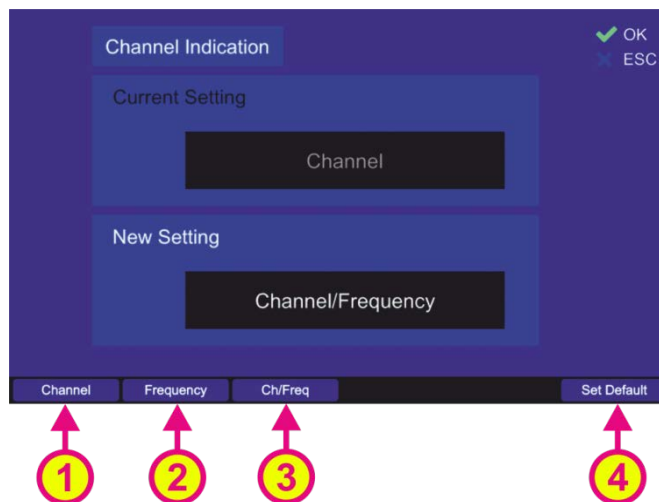 Channel Indication
OK
ESC
Current Setting
Channel
New Setting
Channel/Frequency
Channel
Frequency
Ch/Freq
Set Default
1
2
3
4